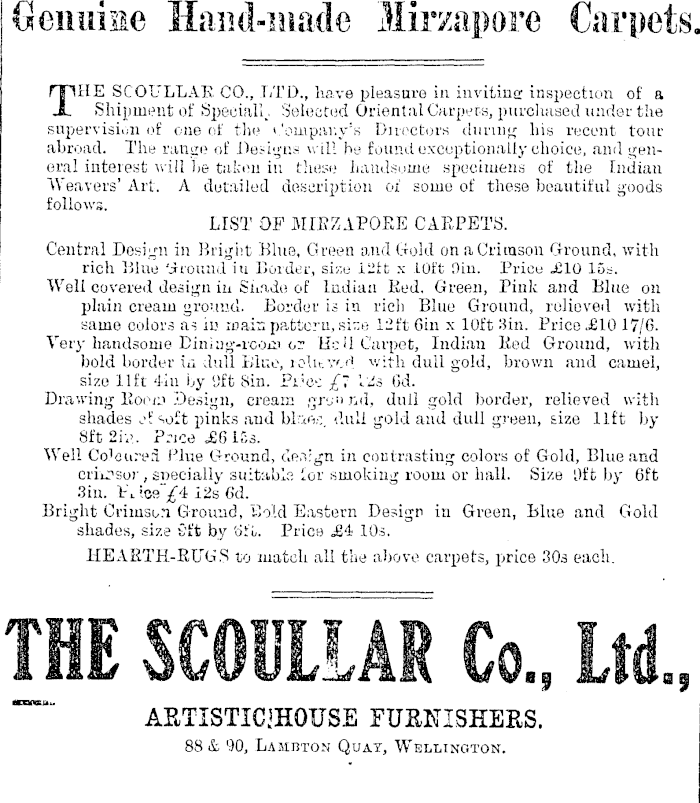 Genuine Hand-made Mirzapore Carpets.
THE SCOULLAR CO., LTD., have pleasure in inviting inspection of a
Shipment of Specially Selected Oriental Carpets, purchased under the
supervision of one of the Company's Directors during his recent tour
abroad. The range of Designs will be found exceptionally choice, and gen-
eral interest will be taken in these handsome specimens of the Indian
Weavers' Art. A detailed description of some of these beautiful goods
follows.
LIST OF MIRZAPORE CARPETS.
Central Design in Bright Blue, Green and Gold on a Crimson Ground, with
rich Blue Ground in Border, size 12ft x 10ft 9in. Price £10 15s.
Well covered design in Shade of Indian Red, Green, Pink and Blue on
plain cream ground. Border is in rich Blue Ground, relieved with
same colors as in main pattern, size 12ft 6in x 10ft 3in. Price £10 17/6.
Very handsome Dining-room or Hall Carpet, Indian Red Ground, with
bold border in dull Blue, relieved with dull gold, brown and camel,
size 11ft 4in by 9ft 8in. Price £7 12s 6d.
Drawing Room Design, cream ground, dull gold border, relieved with
shades of soft pinks and blues, dull gold and dull green, size 11ft by
8ft 2in. Price £6 15s.
Well Coloured Blue Ground, design in contrasting colors of Gold, Blue and
crimson, specially suitable for smoking room or hall. Size 9ft by 6ft
3in. Price £4 12s 6d.
Bright Crimson Ground, Bold Eastern Design in Green, Blue and Gold
shades, size 9ft by 6ft. Price £4 10s.
HEARTH-RUGS to match all the above carpets, price 30s each.
THE SCOULLAR Co., Ltd.,
ARTISTIC HOUSE FURNISHERS.
88 & 90, LAMBTON QUAY, WELLINGTON.